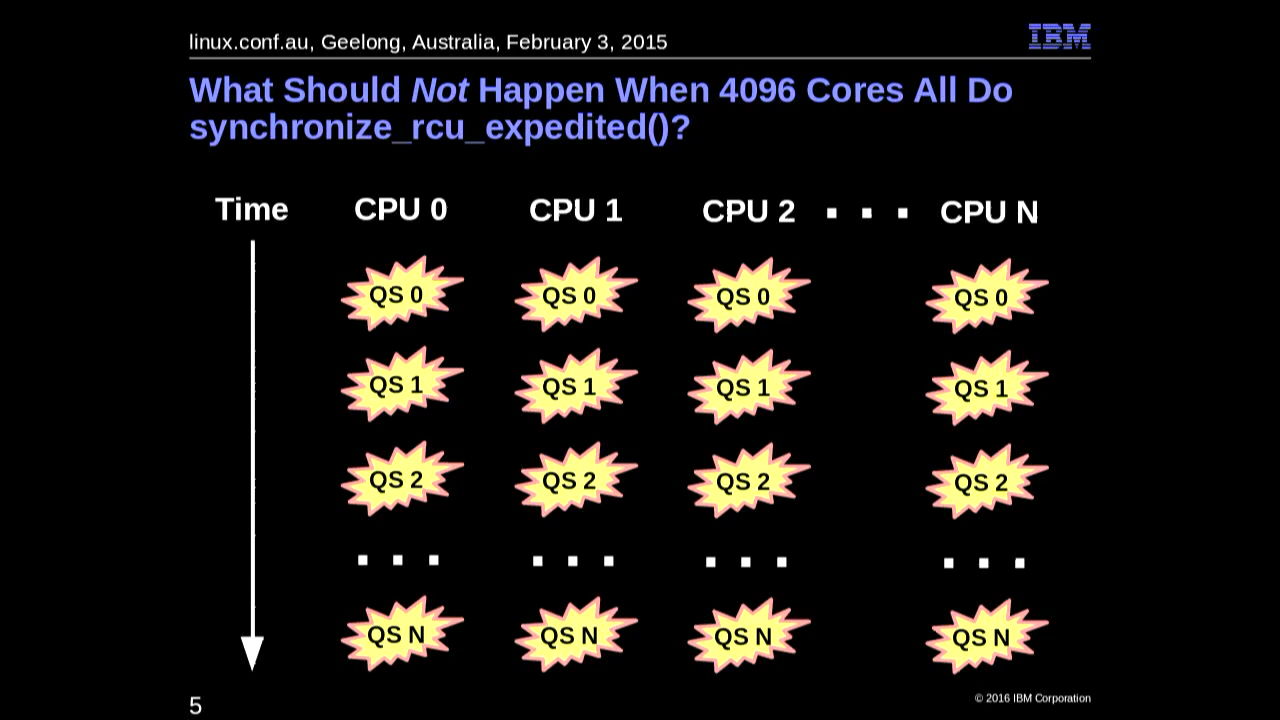 linux.conf.au, Geelong, Australia, February 3, 2015
IBM
What Should Not Happen When 4096 Cores All Do
synchronize_rcu_expedited()?
Time CPU 0 CPU 1 CPU 2 . . . CPU N
QS 0 QS 0 QS 0 QS 0
QS 1 QS 1 QS 1 QS 1
QS 2 QS 2 QS 2 QS 2
. . . . . . . . . . . .
QS N QS N QS N QS N
5
© 2016 IBM Corporation